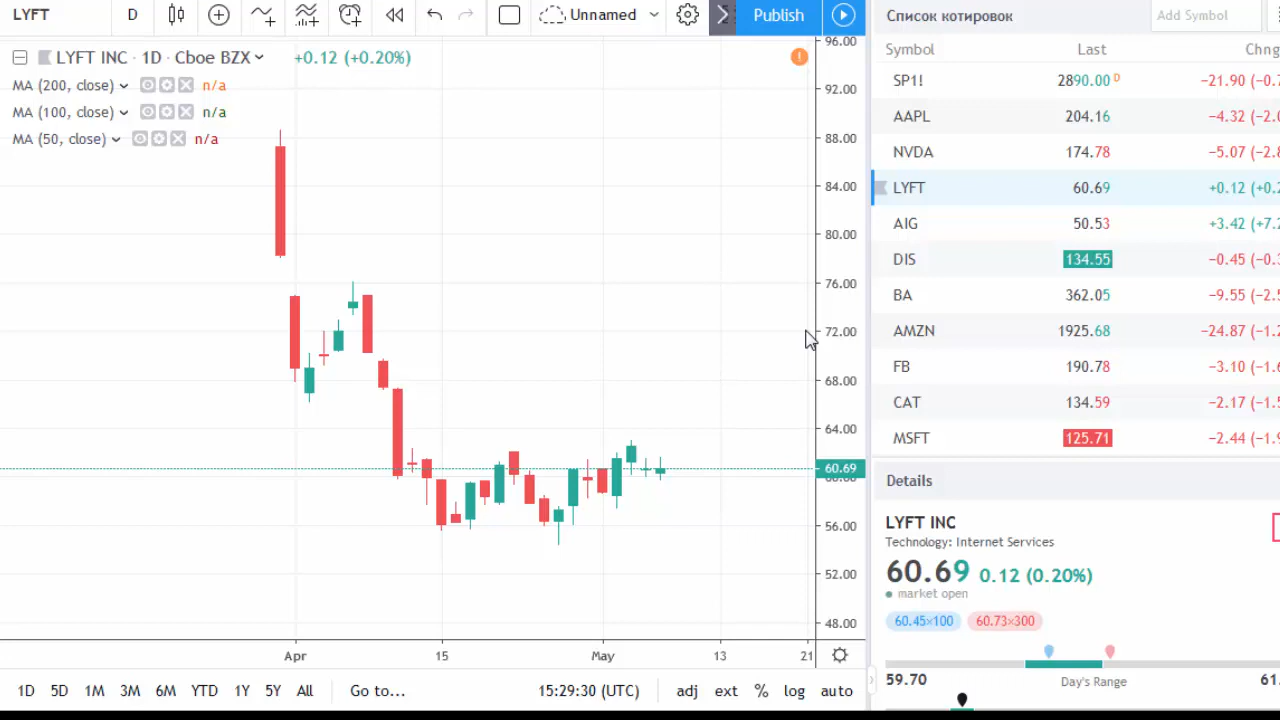 LYFT D Unnamed Publish
LYFT INC · 1D · Cboe BZX +0.12 (+0.20%)
MA (200, close) n/a
MA (100, close) n/a
MA (50, close) n/a
96.00
92.00
88.00
84.00
80.00
76.00
72.00
68.00
64.00
60.69
60.00
56.00
52.00
48.00
Apr 15 May 13 21
1D 5D 1M 3M 6M YTD 1Y 5Y All Go to... 15:29:30 (UTC) adj ext % log auto
Список котировок Add Symbol
Symbol Last Chng
SP1! 2890.00 D −21.90 (−0.7
AAPL 204.16 −4.32 (−2.0
NVDA 174.78 −5.07 (−2.8
LYFT 60.69 +0.12 (+0.2
AIG 50.53 +3.42 (+7.2
DIS 134.55 −0.45 (−0.3
BA 362.05 −9.55 (−2.5
AMZN 1925.68 −24.87 (−1.2
FB 190.78 −3.10 (−1.6
CAT 134.59 −2.17 (−1.5
MSFT 125.71 −2.44 (−1.9
Details
LYFT INC
Technology: Internet Services
60.69 0.12 (0.20%)
market open
60.45×100 60.73×300
59.70 Day's Range 61.